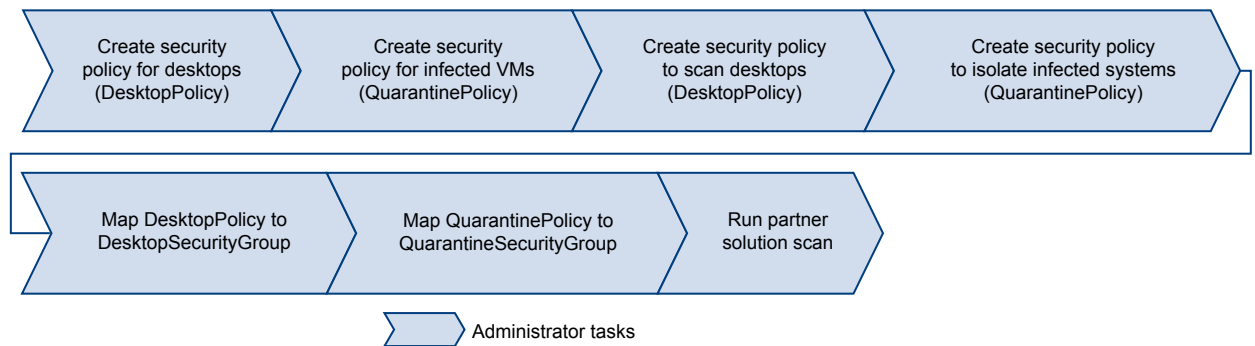 Create security
policy for desktops
(DesktopPolicy)
Create security
policy for infected VMs
(QuarantinePolicy)
Create security policy
to scan desktops
(DesktopPolicy)
Create security policy
to isolate infected systems
(QuarantinePolicy)
Map DesktopPolicy to
DesktopSecurityGroup
Map QuarantinePolicy to
QuarantineSecurityGroup
Run partner
solution scan
Administrator tasks